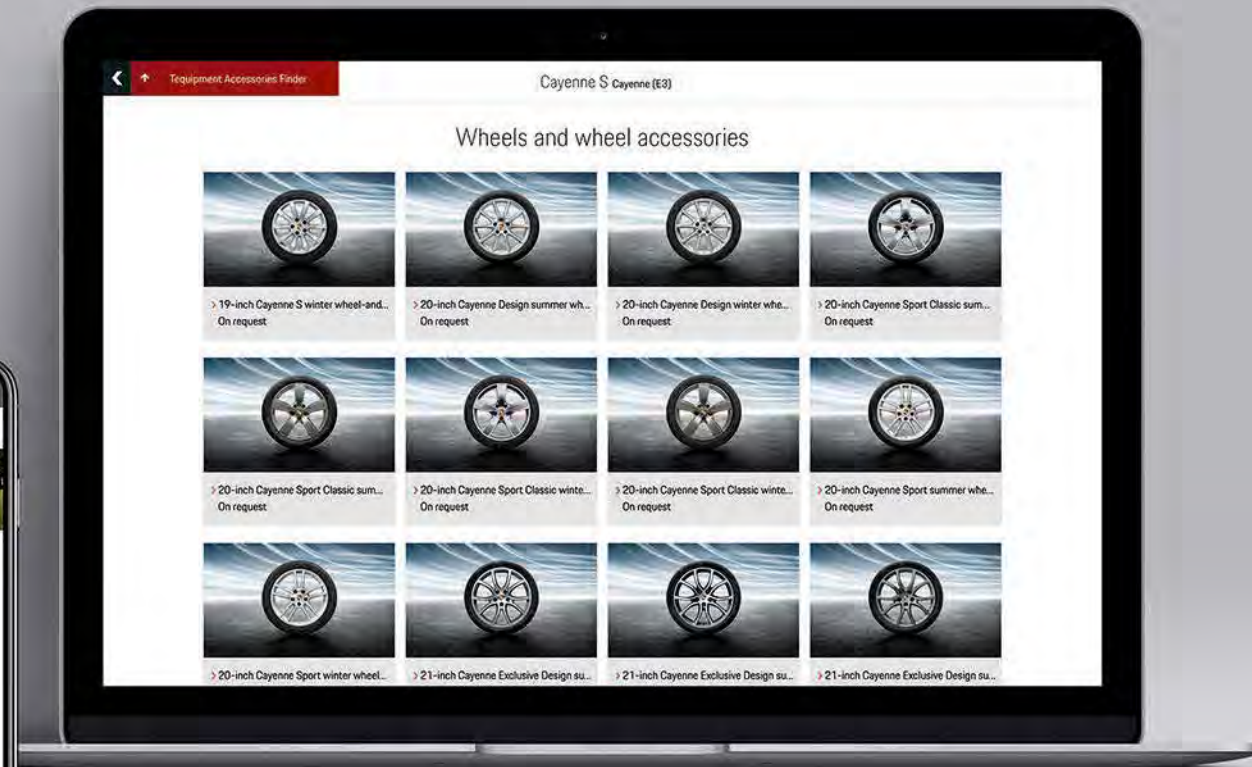 Tequipment Accessories Finder
Cayenne S Cayenne (E3)
Wheels and wheel accessories
19-inch Cayenne S winter wheel-and...
On request
20-inch Cayenne Design summer wh...
On request
20-inch Cayenne Design winter whe...
On request
20-inch Cayenne Sport Classic sum...
On request
20-inch Cayenne Sport Classic sum...
On request
20-inch Cayenne Sport Classic winte...
On request
20-inch Cayenne Sport Classic winte...
On request
20-inch Cayenne Sport summer whe...
On request
20-inch Cayenne Sport winter wheel...
21-inch Cayenne Exclusive Design su...
21-inch Cayenne Exclusive Design su...
21-inch Cayenne Exclusive Design su...